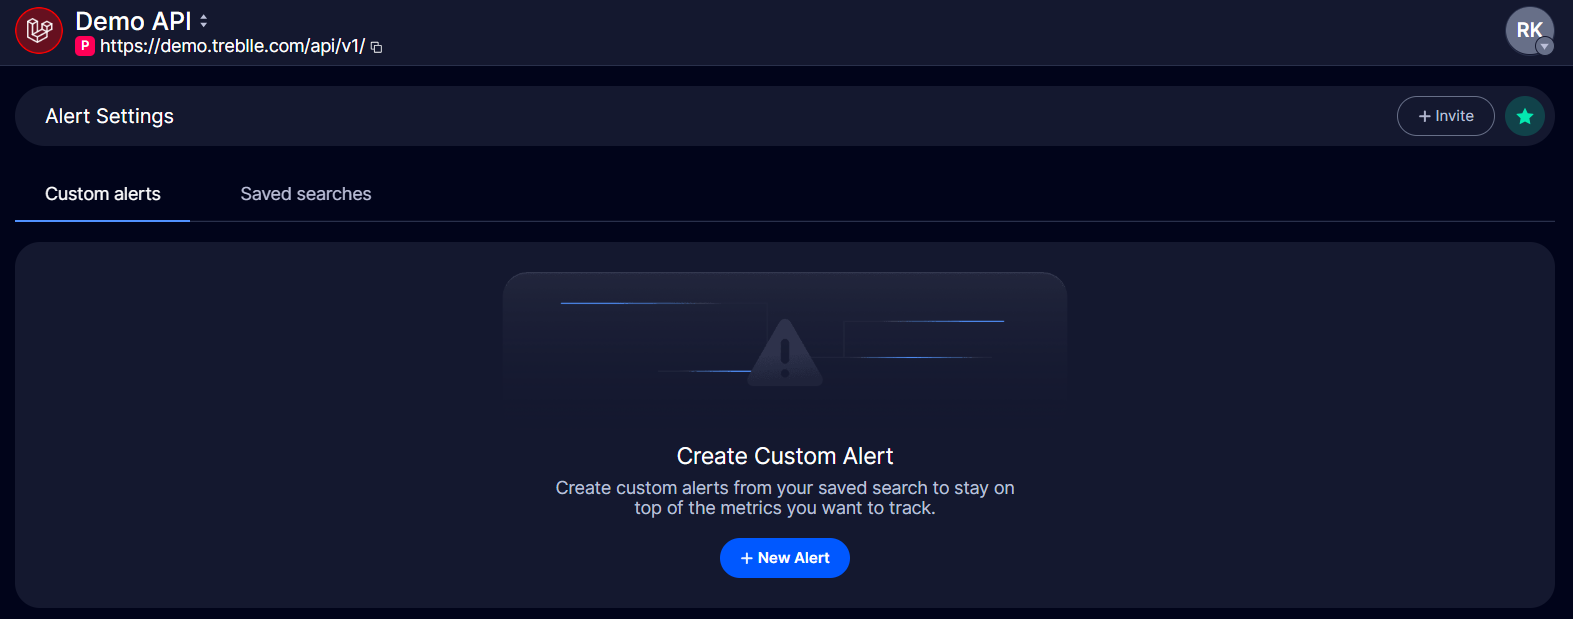 Demo API
P https://demo.treblle.com/api/v1/
RK
Alert Settings
+ Invite
Custom alerts
Saved searches
Create Custom Alert
Create custom alerts from your saved search to stay on
top of the metrics you want to track.
+ New Alert